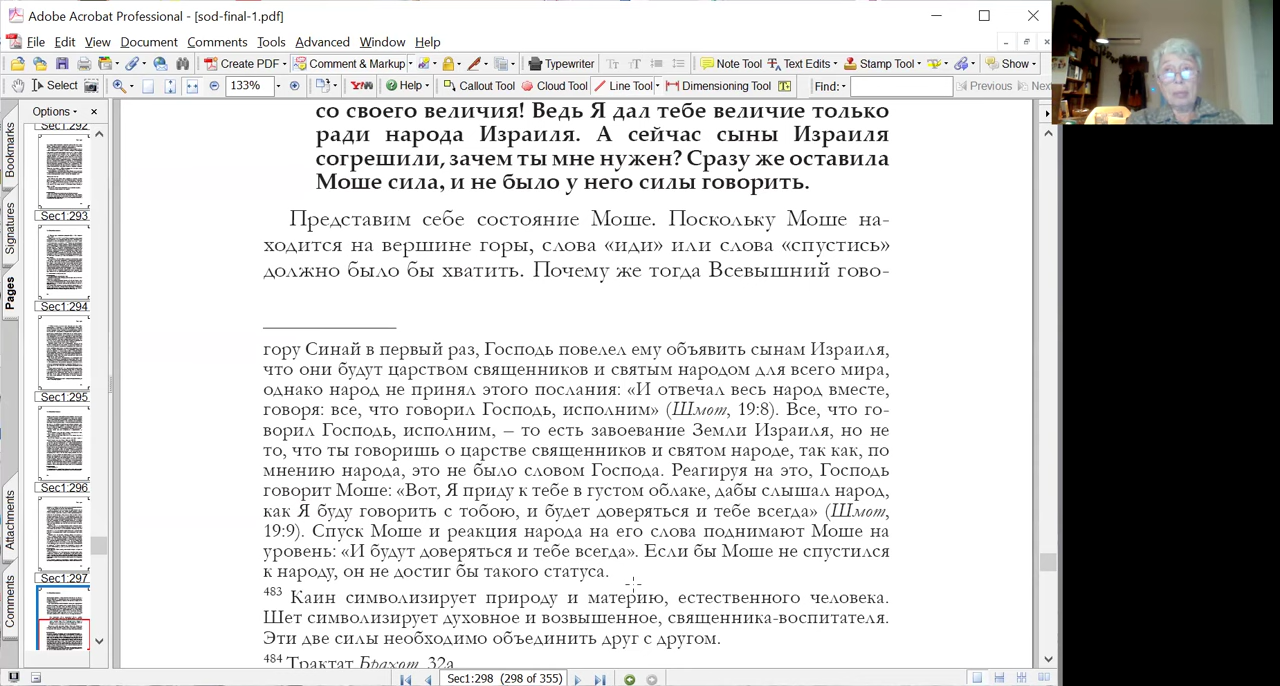 Adobe Acrobat Professional - [sod-final-1.pdf]
File Edit View Document Comments Tools Advanced Window Help
Create PDF Comment & Markup Typewriter Note Tool Text Edits Stamp Tool Show
Select 133% Help Callout Tool Cloud Tool Line Tool Dimensioning Tool Find: Previous Next
Options
Bookmarks
Signatures
Pages
Attachments
Comments
Sec1:292
Sec1:293
Sec1:294
Sec1:295
Sec1:296
Sec1:297
со своего величия! Ведь Я дал тебе величие только
ради народа Израиля. А сейчас сыны Израиля
согрешили, зачем ты мне нужен? Сразу же оставила
Моше сила, и не было у него силы говорить.
Представим себе состояние Моше. Поскольку Моше на-
ходится на вершине горы, слова «иди» или слова «спустись»
должно было бы хватить. Почему же тогда Всевышний гово-
гору Синай в первый раз, Господь повелел ему объявить сынам Израиля,
что они будут царством священников и святым народом для всего мира,
однако народ не принял этого послания: «И отвечал весь народ вместе,
говоря: все, что говорил Господь, исполним» (Шмот, 19:8). Все, что го-
ворил Господь, исполним – то есть завоевание Земли Израиля, но не
то, что ты говоришь о царстве священников и святом народе, так как, по
мнению народа, это не было словом Господа. Реагируя на это, Господь
говорит Моше: «Вот, Я приду к тебе в густом облаке, дабы слышал народ,
как Я буду говорить с тобою, и будет доверяться и тебе всегда» (Шмот,
19:9). Спуск Моше и реакция народа на его слова поднимают Моше на
уровень: «И будут доверяться и тебе всегда». Если бы Моше не спустился
к народу, он не достиг бы такого статуса.
483 Каин символизирует природу и материю, естественного человека.
Шет символизирует духовное и возвышенное, священника-воспитателя.
Эти две силы необходимо объединить друг с другом.
484 Трактат Брахот, 32а
Sec1:298 (298 of 355)